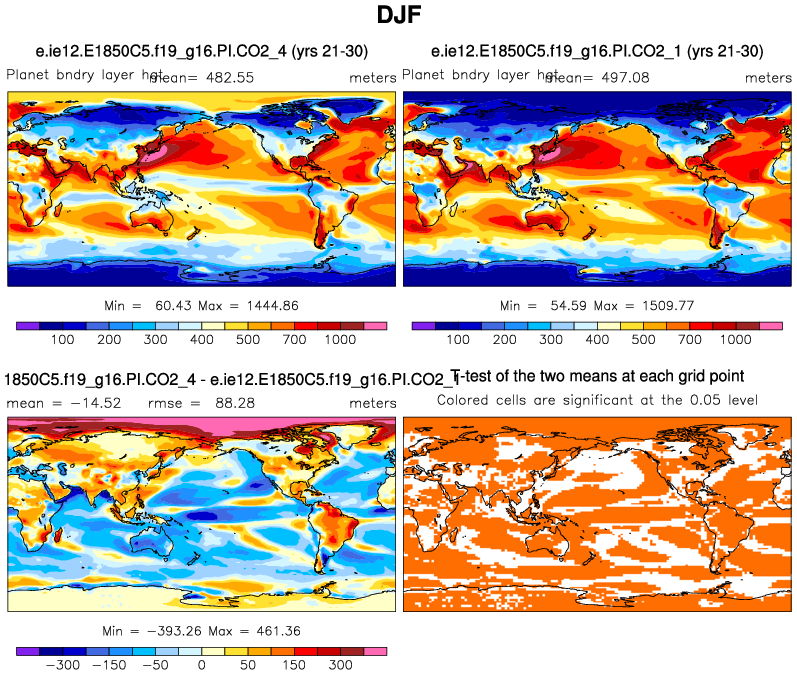 DJF
e.ie12.E1850C5.f19_g16.PI.CO2_4 (yrs 21-30)
Planet bndry layer hgt mean= 482.55 meters
Min = 60.43 Max = 1444.86
100 200 300 400 500 700 1000
e.ie12.E1850C5.f19_g16.PI.CO2_1 (yrs 21-30)
Planet bndry layer hgt mean= 497.08 meters
Min = 54.59 Max = 1509.77
100 200 300 400 500 700 1000
1850C5.f19_g16.PI.CO2_4 - e.ie12.E1850C5.f19_g16.PI.CO2_1
mean = -14.52 rmse = 88.28 meters
Min = -393.26 Max = 461.36
-300 -150 -50 0 50 150 300
T-test of the two means at each grid point
Colored cells are significant at the 0.05 level